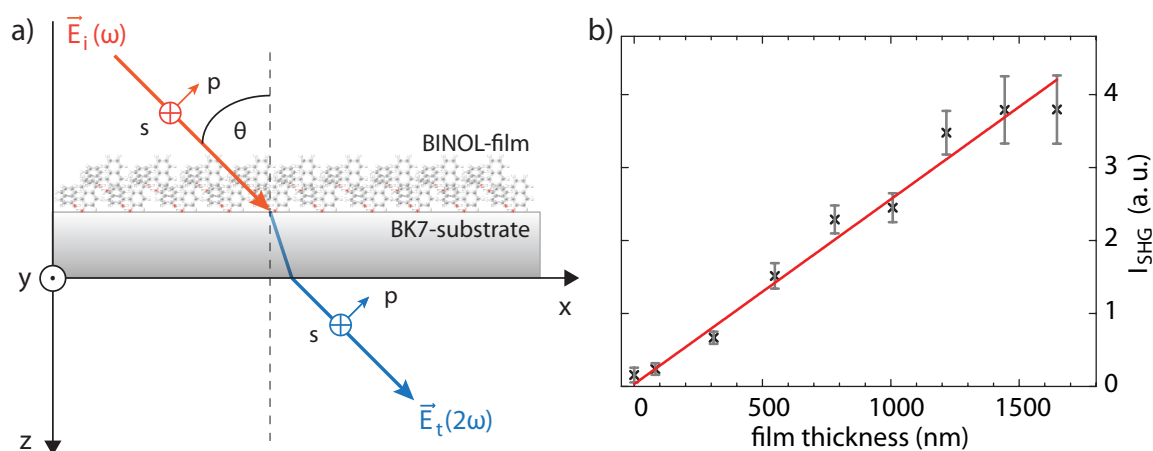 a)
E⃗i(ω)
p
s
θ
BINOL-film
BK7-substrate
y
x
p
s
E⃗t(2ω)
z
b)
4
3
2
1
0
ISHG (a. u.)
0 500 1000 1500
film thickness (nm)